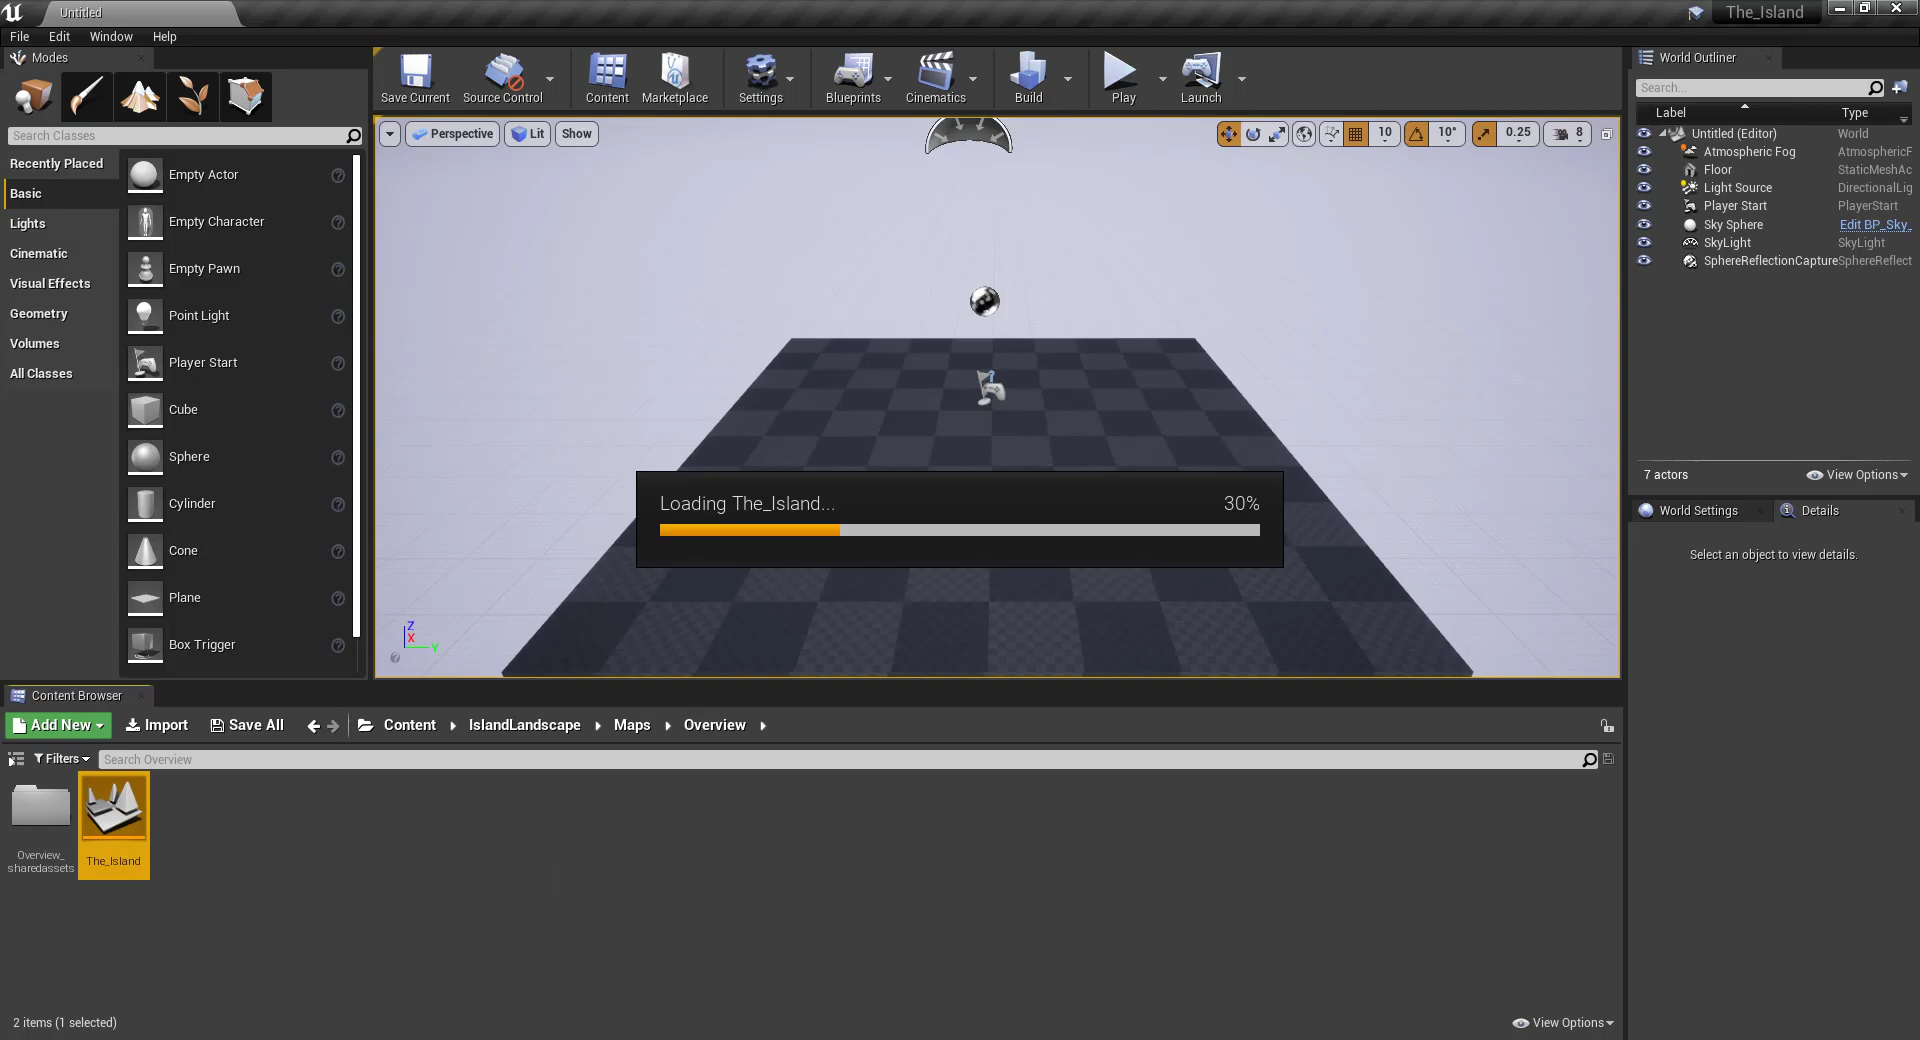 Untitled
The_Island
File Edit Window Help
Modes
Search Classes
Recently Placed
Basic
Lights
Cinematic
Visual Effects
Geometry
Volumes
All Classes
Empty Actor
Empty Character
Empty Pawn
Point Light
Player Start
Cube
Sphere
Cylinder
Cone
Plane
Box Trigger
Save Current
Source Control
Content
Marketplace
Settings
Blueprints
Cinematics
Build
Play
Launch
Perspective
Lit
Show
10
10°
0.25
8
Loading The_Island...
30%
Z
X
Y
World Outliner
Search...
Label Type
Untitled (Editor) World
Atmospheric Fog AtmosphericF
Floor StaticMeshAc
Light Source DirectionalLig
Player Start PlayerStart
Sky Sphere Edit BP_Sky_
SkyLight SkyLight
SphereReflectionCapture SphereReflect
7 actors
View Options
World Settings
Details
Select an object to view details.
Content Browser
Add New
Import
Save All
Content
IslandLandscape
Maps
Overview
Filters
Search Overview
Overview_
sharedassets
The_Island
2 items (1 selected)
View Options